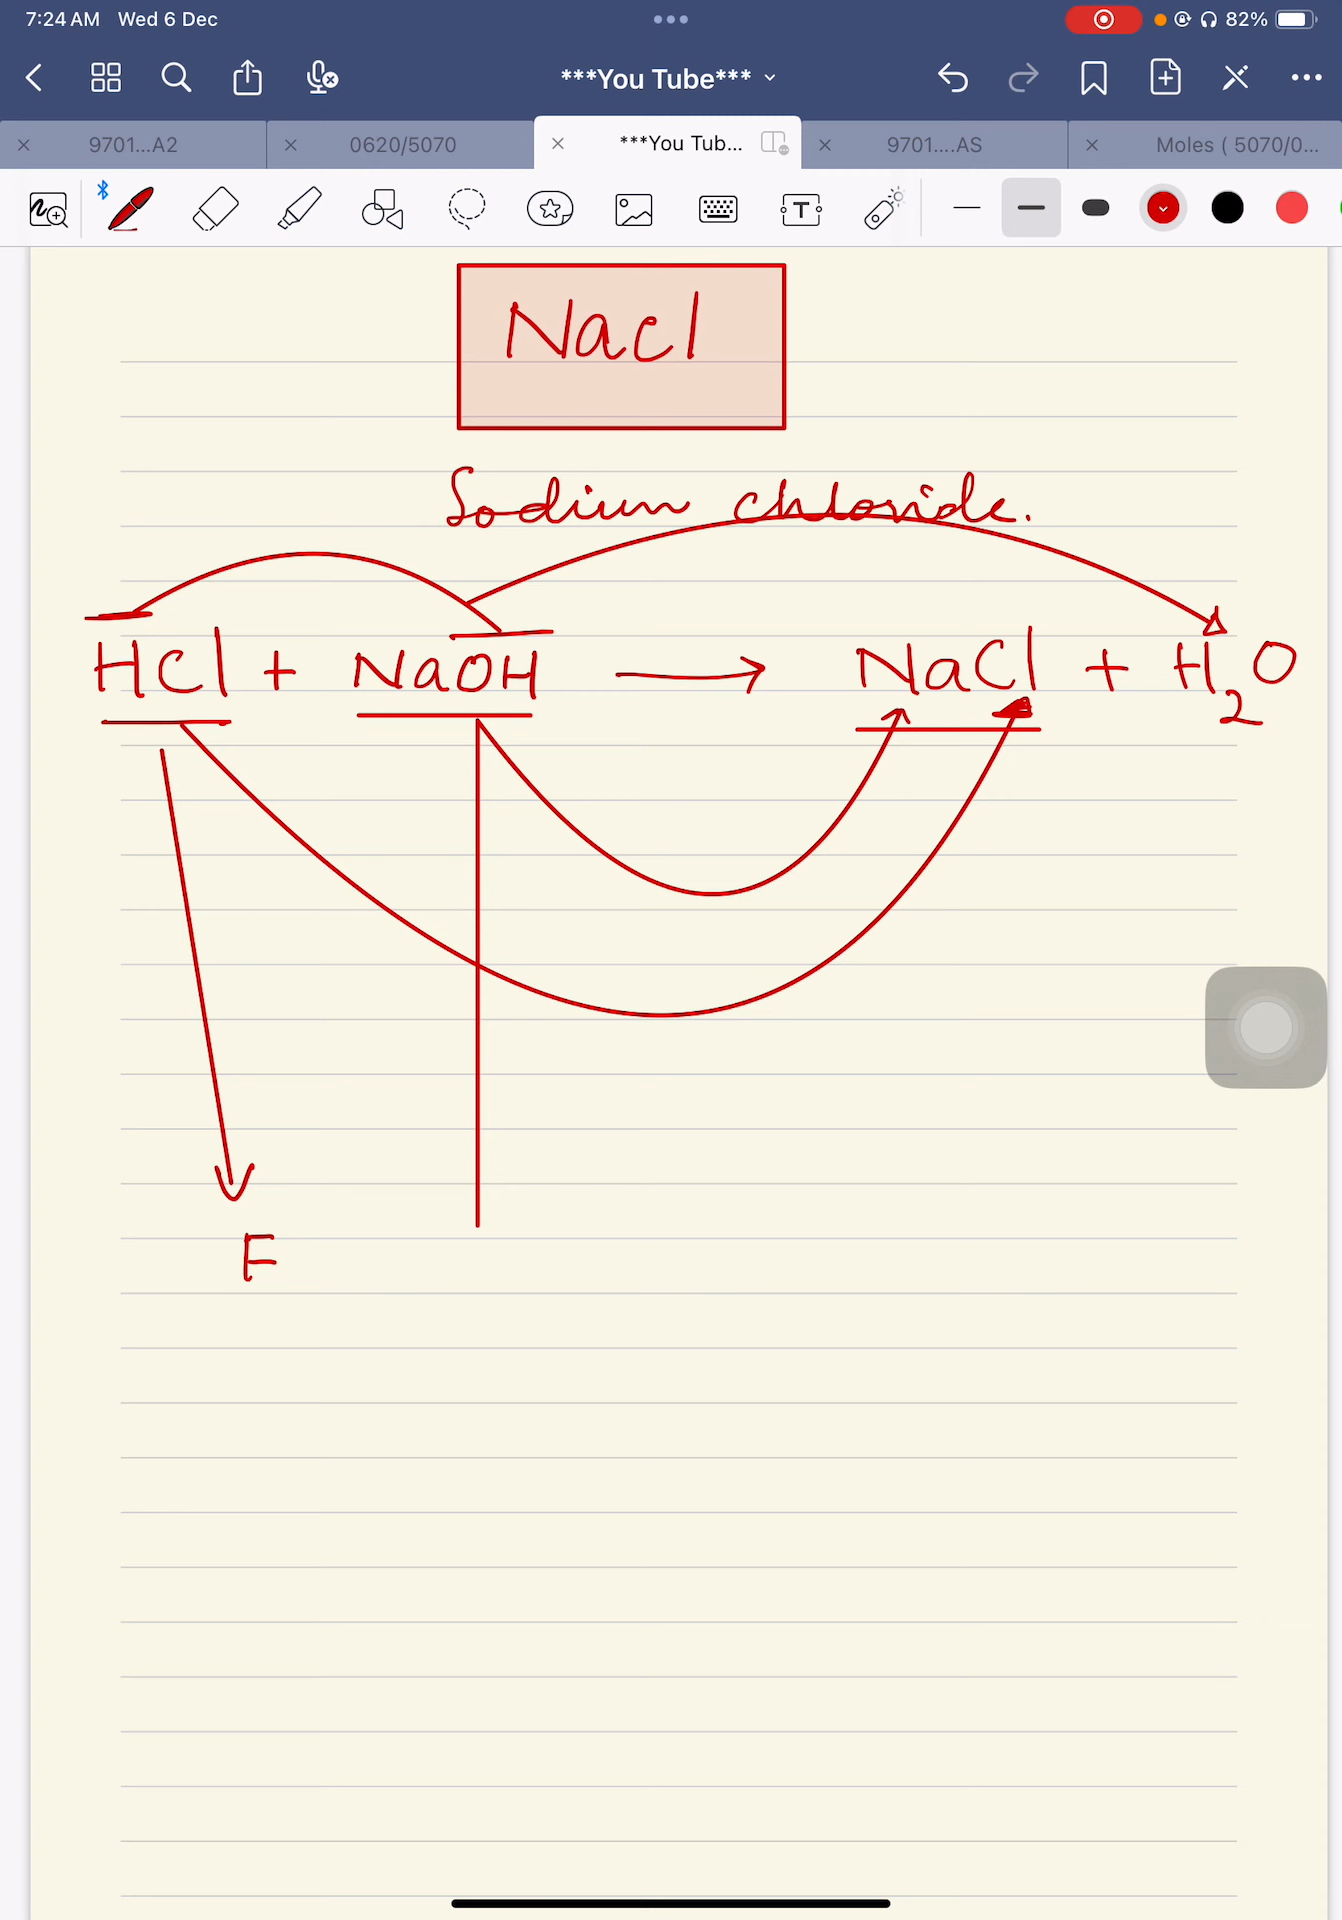 7:24 AM Wed 6 Dec 82%
***You Tube***
9701...A2 0620/5070 ***You Tub... 9701....AS Moles ( 5070/0...
T
Nacl
Sodium chloride.
HCl + NaOH → NaCl + H2O
F